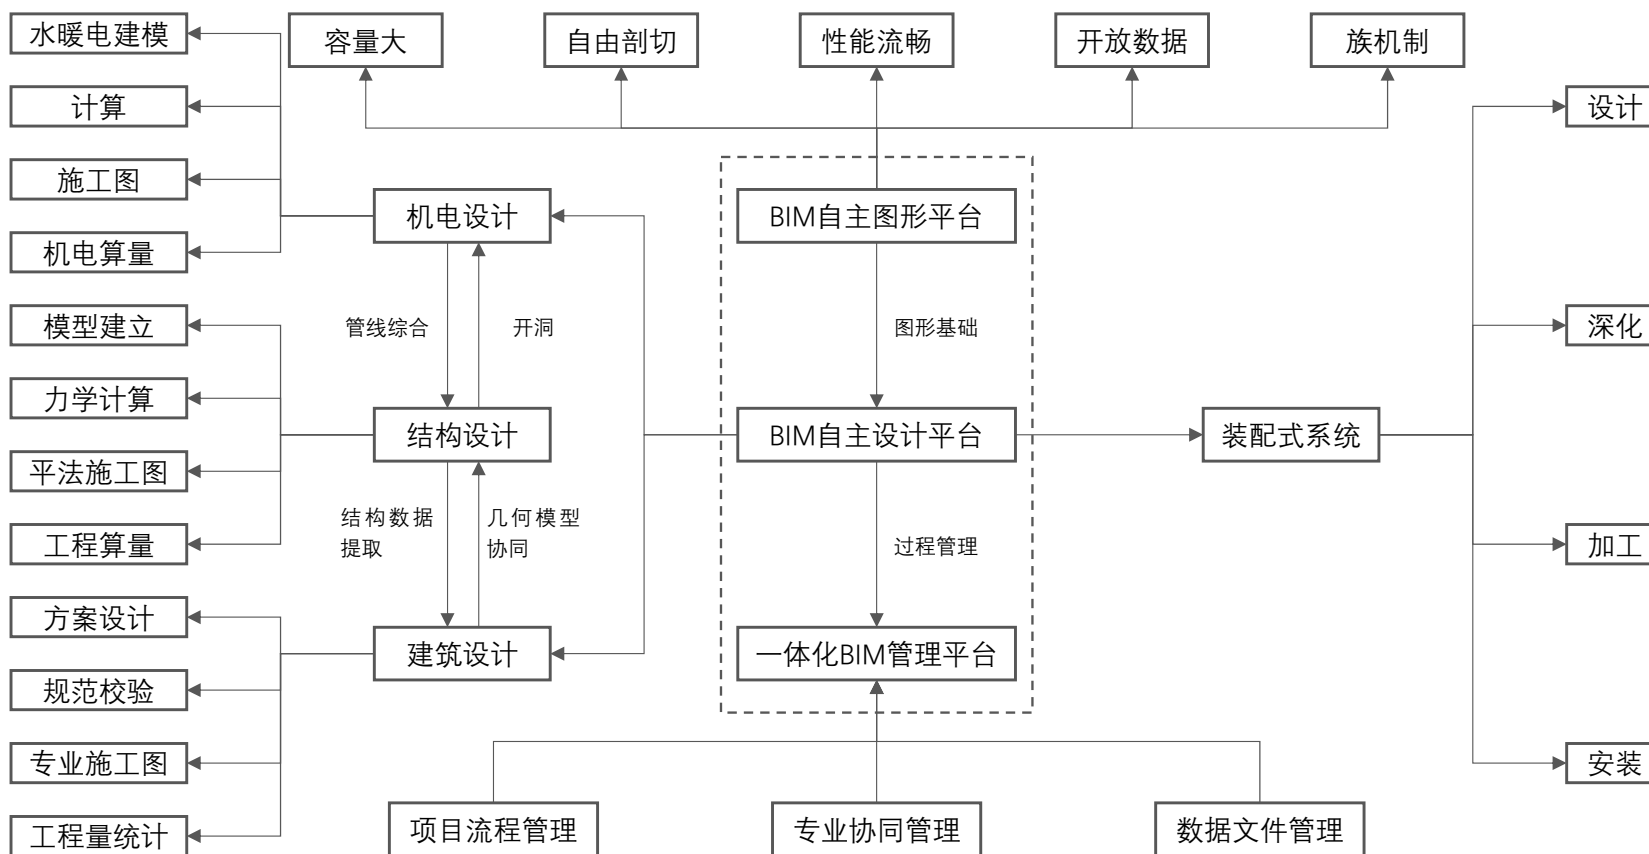 水暖电建模
容量大
自由剖切
性能流畅
开放数据
族机制
计算
设计
施工图
机电设计
BIM自主图形平台
机电算量
模型建立
管线综合
开洞
图形基础
深化
力学计算
结构设计
BIM自主设计平台
装配式系统
平法施工图
结构数据
提取
几何模型
协同
工程算量
过程管理
加工
方案设计
建筑设计
一体化BIM管理平台
规范校验
专业施工图
安装
工程量统计
项目流程管理
专业协同管理
数据文件管理